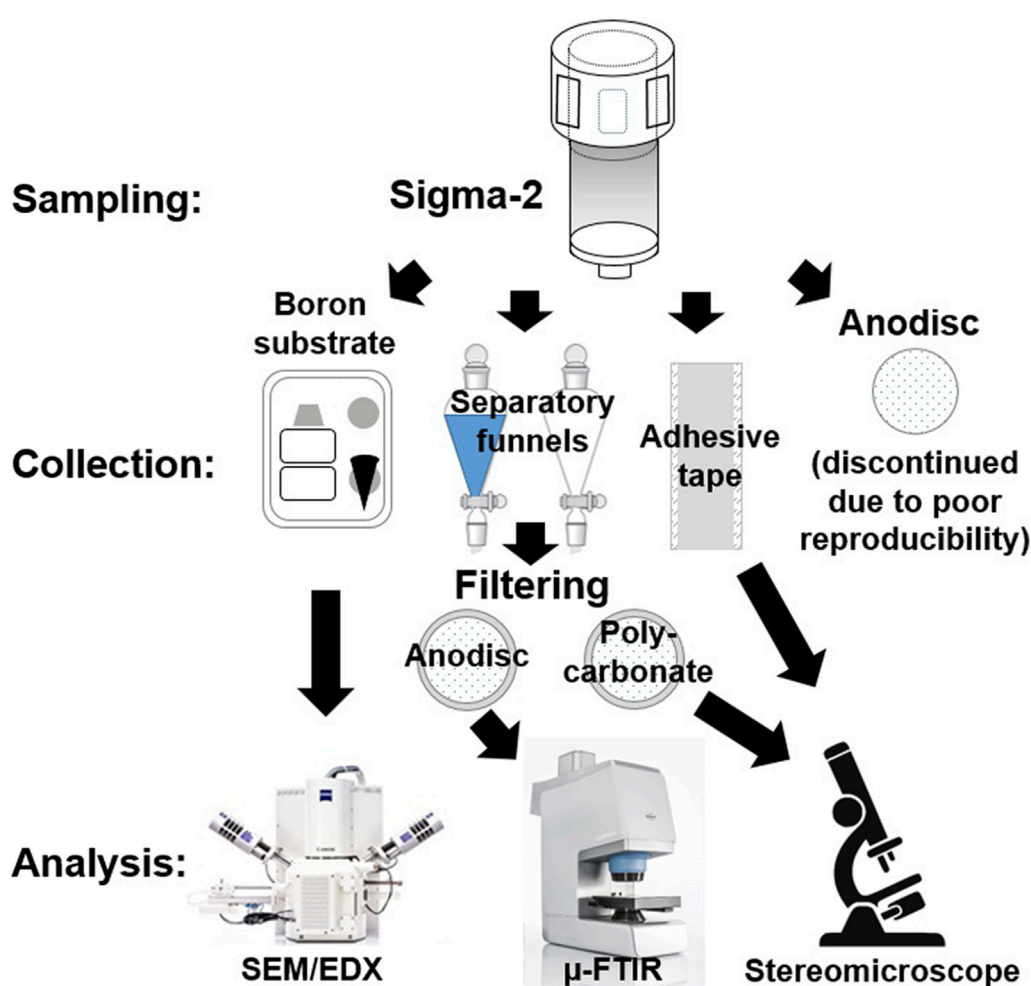 Sampling:
Sigma-2
Boron
substrate
Anodisc
Separatory
funnels
Adhesive
tape
Collection:
(discontinued
due to poor
reproducibility)
Filtering
Anodisc
Poly-
carbonate
Analysis:
SEM/EDX
µ-FTIR
Stereomicroscope